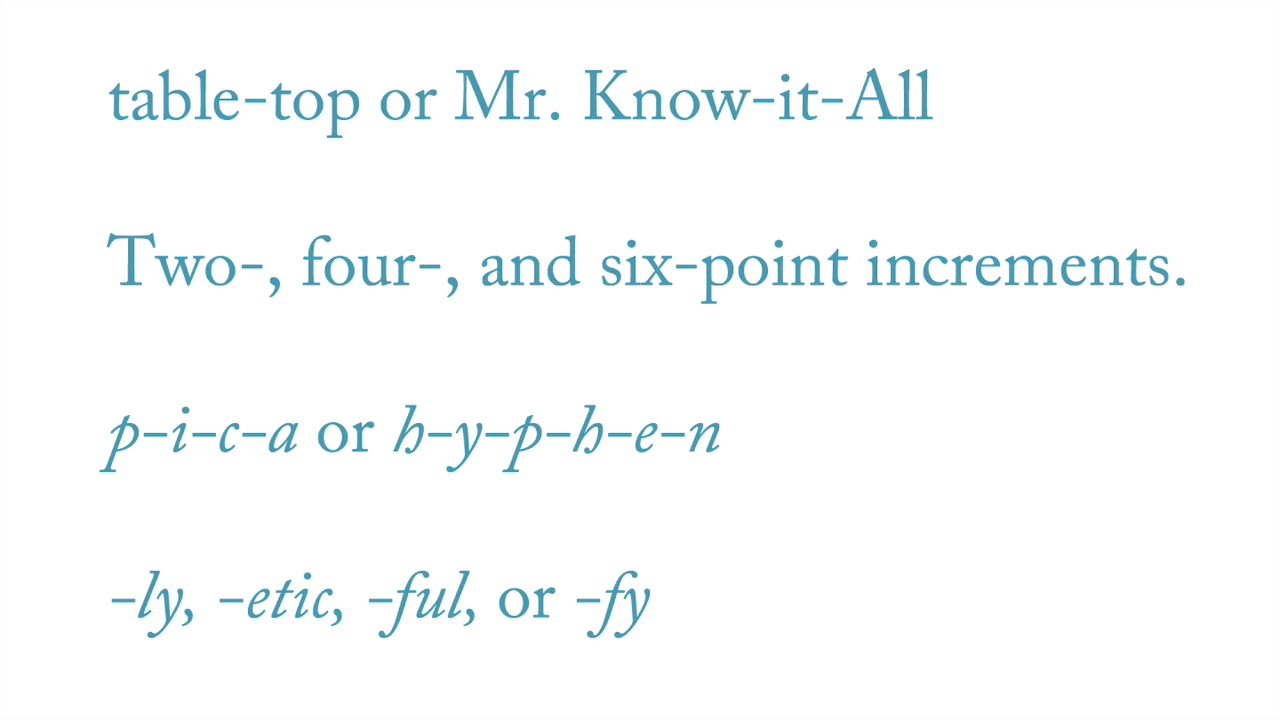 table-top or Mr. Know-it-All
Two-, four-, and six-point increments.
p-i-c-a or h-y-p-h-e-n
-ly, -etic, -ful, or -fy